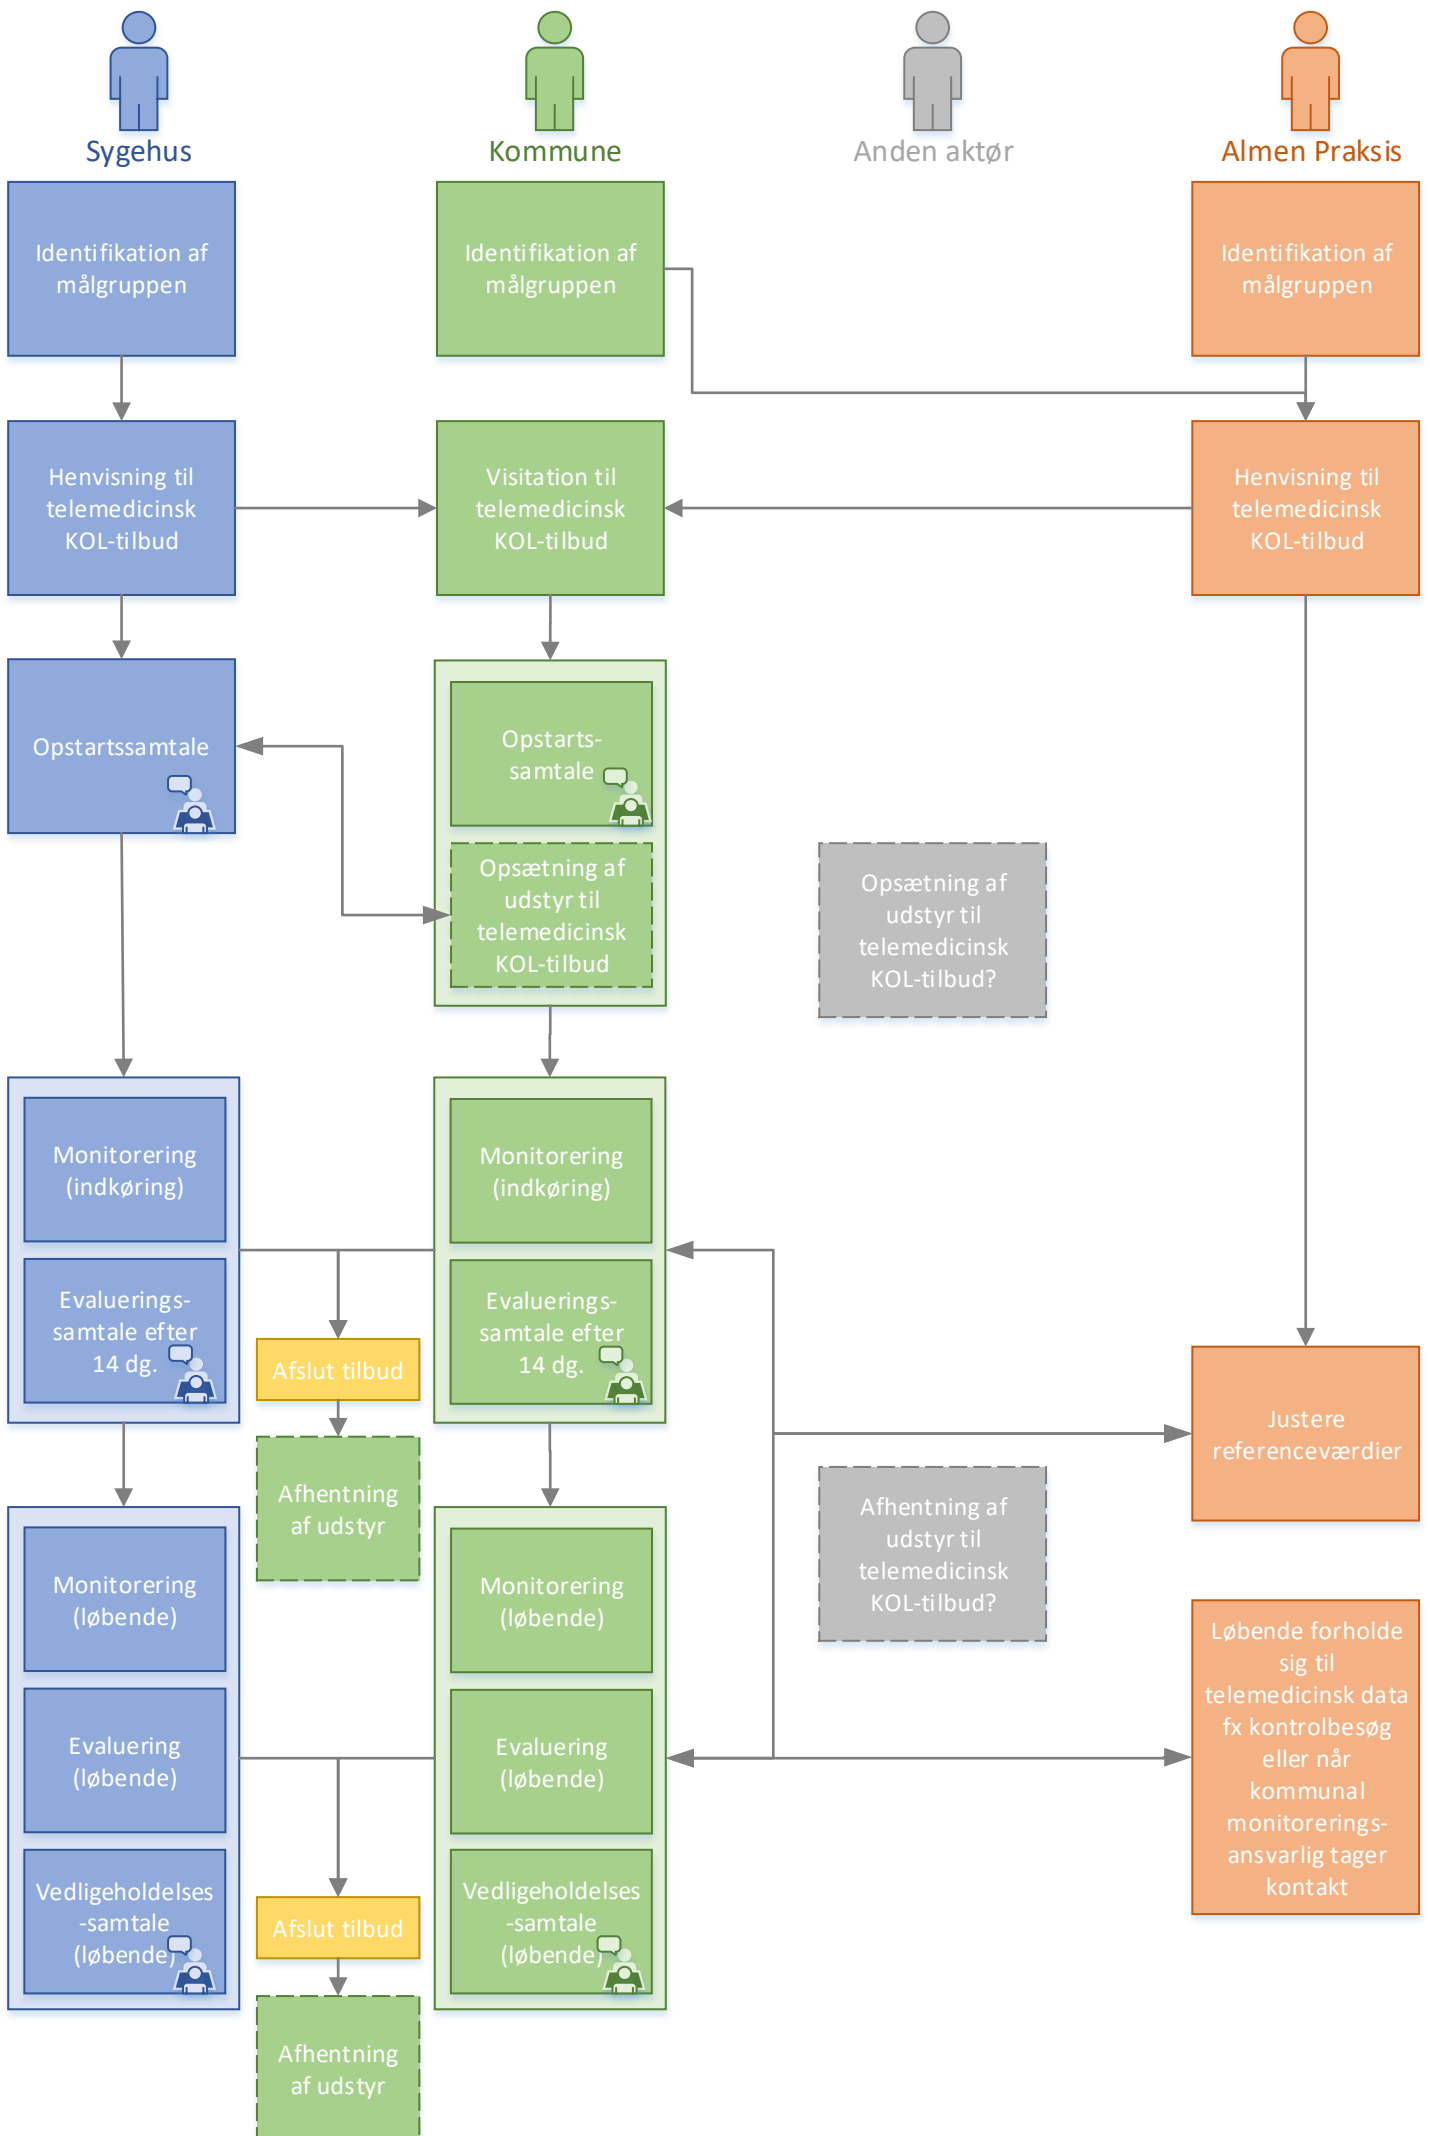 Sygehus
Kommune
Anden aktør
Almen Praksis
Identifikation af
målgruppen
Identifikation af
målgruppen
Identifikation af
målgruppen
Henvisning til
telemedicinsk
KOL-tilbud
Visitation til
telemedicinsk
KOL-tilbud
Henvisning til
telemedicinsk
KOL-tilbud
Opstartssamtale
Opstarts-
samtale
Opsætning af
udstyr til
telemedicinsk
KOL-tilbud
Opsætning af
udstyr til
telemedicinsk
KOL-tilbud?
Monitorering
(indkøring)
Monitorering
(indkøring)
Evaluerings-
samtale efter
14 dg.
Afslut tilbud
Evaluerings-
samtale efter
14 dg.
Justere
referenceværdier
Afhentning
af udstyr
Afhentning af
udstyr til
telemedicinsk
KOL-tilbud?
Monitorering
(løbende)
Monitorering
(løbende)
Løbende forholde
sig til
telemedicinsk data
fx kontrolbesøg
eller når
kommunal
monitorerings-
ansvarlig tager
kontakt
Evaluering
(løbende)
Evaluering
(løbende)
Vedligeholdelses
-samtale
(løbende)
Afslut tilbud
Vedligeholdelses
-samtale
(løbende)
Afhentning
af udstyr